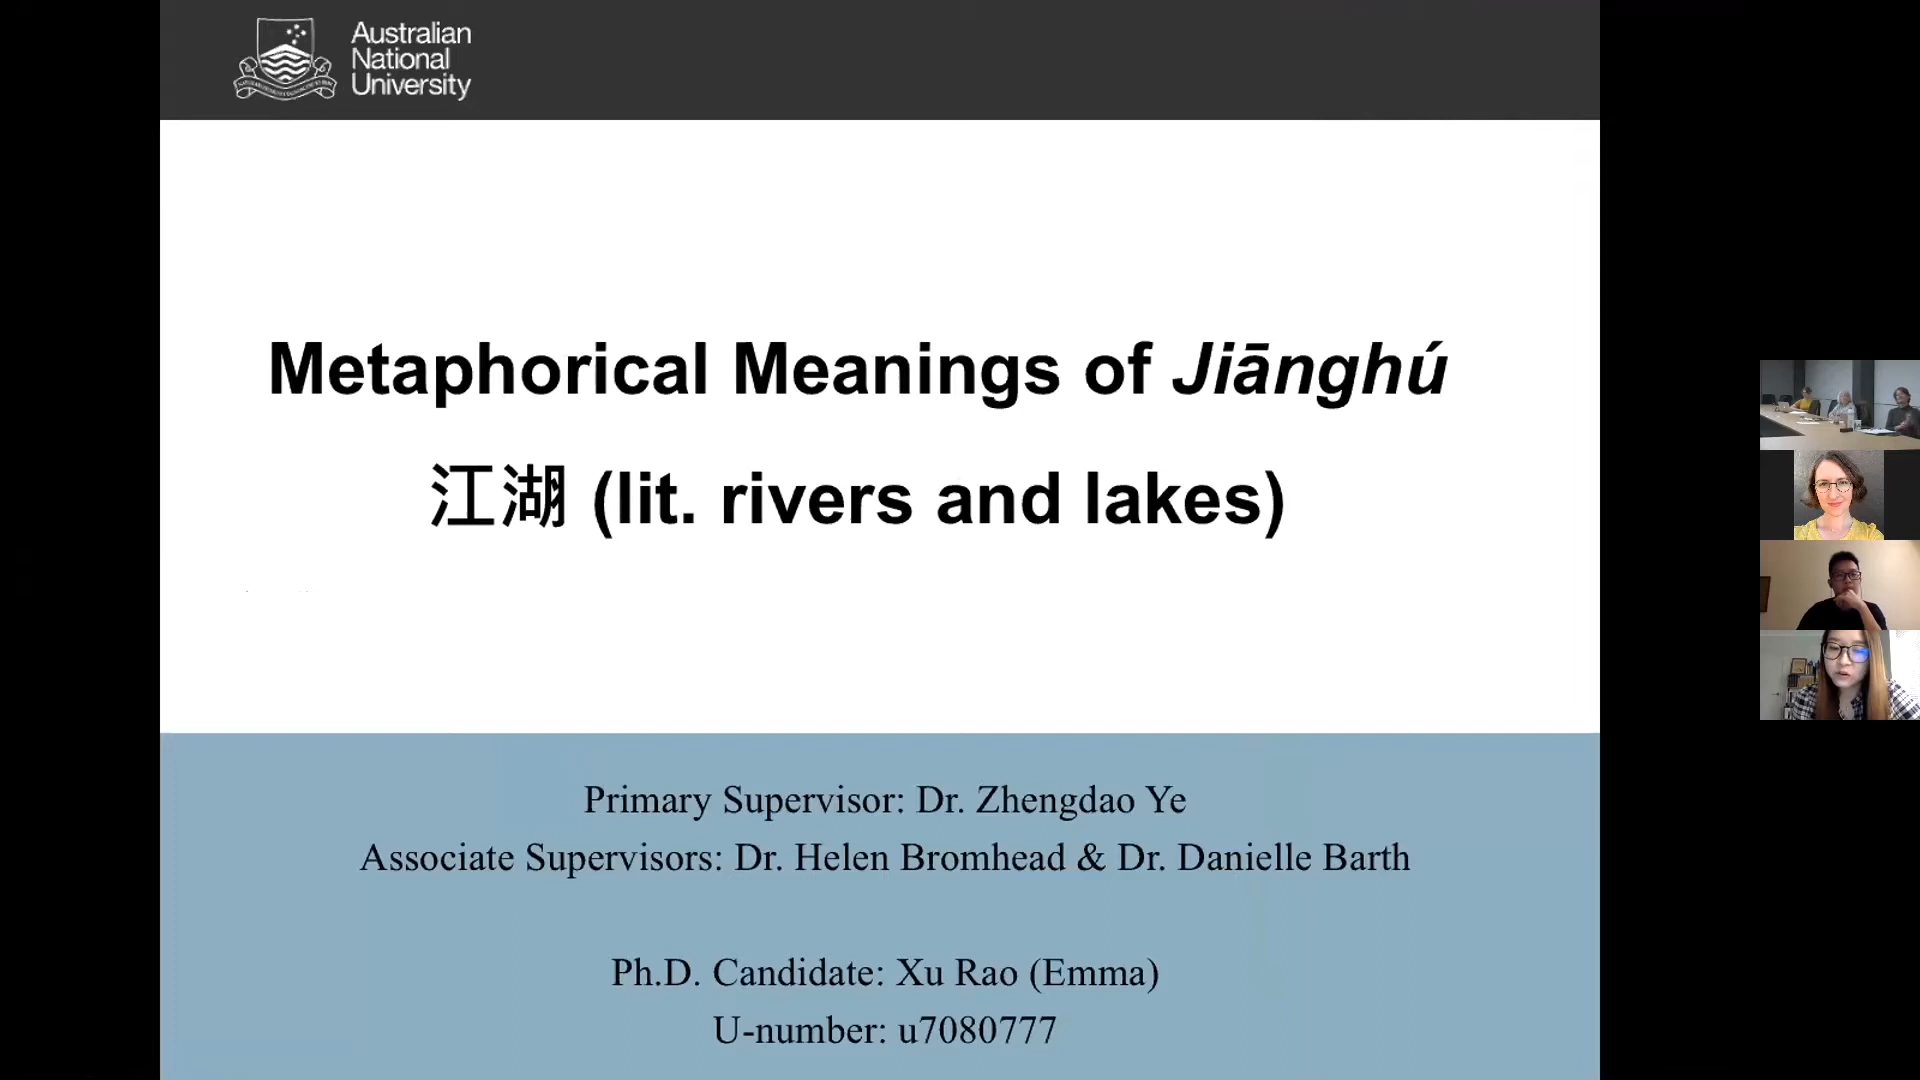 Australian
National
University
Metaphorical Meanings of Jiānghú
江湖 (lit. rivers and lakes)
Primary Supervisor: Dr. Zhengdao Ye
Associate Supervisors: Dr. Helen Bromhead & Dr. Danielle Barth
Ph.D. Candidate: Xu Rao (Emma)
U-number: u7080777